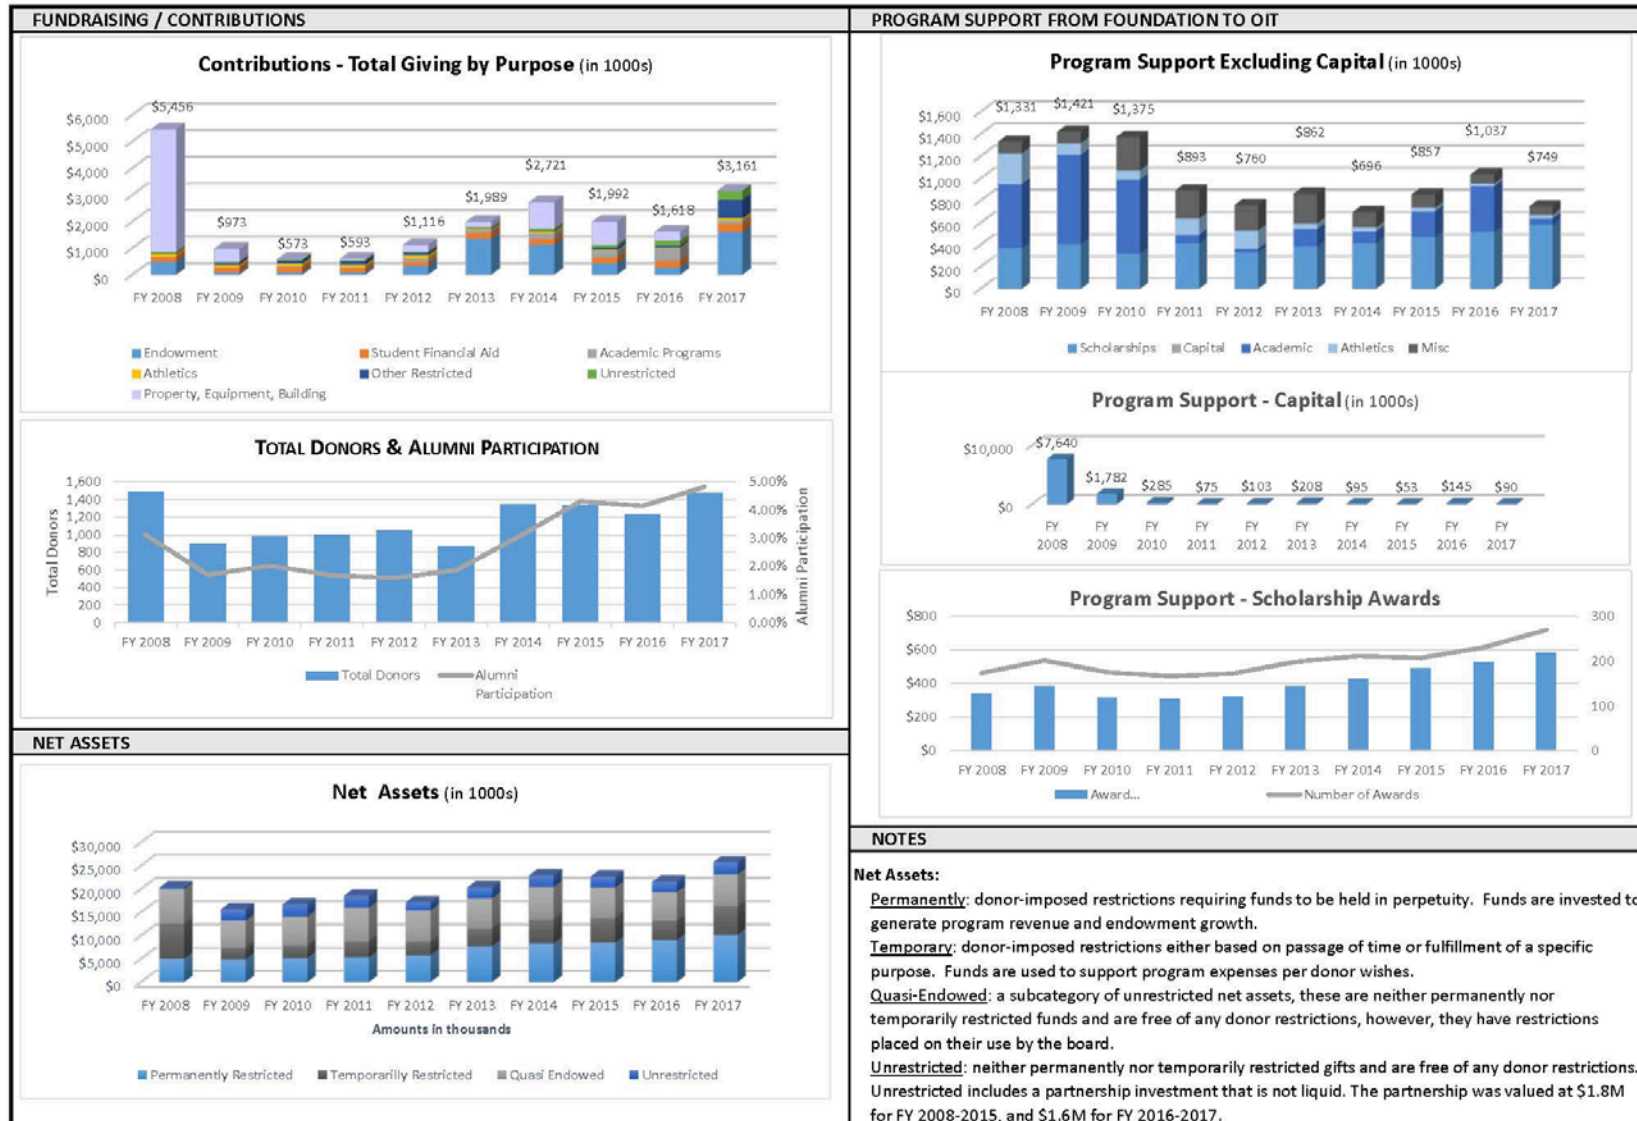 FUNDRAISING / CONTRIBUTIONS
Contributions - Total Giving by Purpose (in 1000s)
$6,000
$5,000
$4,000
$3,000
$2,000
$1,000
$0
$5,456
$973
$573
$593
$1,116
$1,989
$2,721
$1,992
$1,618
$3,161
FY 2008 FY 2009 FY 2010 FY 2011 FY 2012 FY 2013 FY 2014 FY 2015 FY 2016 FY 2017
Endowment Student Financial Aid Academic Programs
Athletics Other Restricted Unrestricted
Property, Equipment, Building
TOTAL DONORS & ALUMNI PARTICIPATION
Total Donors
1,600
1,400
1,200
1,000
800
600
400
200
0
5.00%
4.00%
3.00%
2.00%
1.00%
0.00%
Alumni Participation
FY 2008 FY 2009 FY 2010 FY 2011 FY 2012 FY 2013 FY 2014 FY 2015 FY 2016 FY 2017
Total Donors Alumni
Participation
NET ASSETS
Net Assets (in 1000s)
$30,000
$25,000
$20,000
$15,000
$10,000
$5,000
$0
FY 2008 FY 2009 FY 2010 FY 2011 FY 2012 FY 2013 FY 2014 FY 2015 FY 2016 FY 2017
Amounts in thousands
Permanently Restricted Temporarilly Restricted Quasi Endowed Unrestricted
PROGRAM SUPPORT FROM FOUNDATION TO OIT
Program Support Excluding Capital (in 1000s)
$1,600
$1,400
$1,200
$1,000
$800
$600
$400
$200
$0
$1,331
$1,421
$1,375
$893
$760
$862
$696
$857
$1,037
$749
FY 2008 FY 2009 FY 2010 FY 2011 FY 2012 FY 2013 FY 2014 FY 2015 FY 2016 FY 2017
Scholarships Capital Academic Athletics Misc
Program Support - Capital (in 1000s)
$10,000
$0
$7,640
$1,782
$285 $75 $103 $208 $95 $53 $145 $90
FY FY FY FY FY FY FY FY FY FY
2008 2009 2010 2011 2012 2013 2014 2015 2016 2017
Program Support - Scholarship Awards
$800
$600
$400
$200
$0
300
200
100
0
FY 2008 FY 2009 FY 2010 FY 2011 FY 2012 FY 2013 FY 2014 FY 2015 FY 2016 FY 2017
Award... Number of Awards
NOTES
Net Assets:
Permanently: donor-imposed restrictions requiring funds to be held in perpetuity. Funds are invested to
generate program revenue and endowment growth.
Temporary: donor-imposed restrictions either based on passage of time or fulfillment of a specific
purpose. Funds are used to support program expenses per donor wishes.
Quasi-Endowed: a subcategory of unrestricted net assets, these are neither permanently nor
temporarily restricted funds and are free of any donor restrictions, however, they have restrictions
placed on their use by the board.
Unrestricted: neither permanently nor temporarily restricted gifts and are free of any donor restrictions.
Unrestricted includes a partnership investment that is not liquid. The partnership was valued at $1.8M
for FY 2008-2015, and $1.6M for FY 2016-2017.